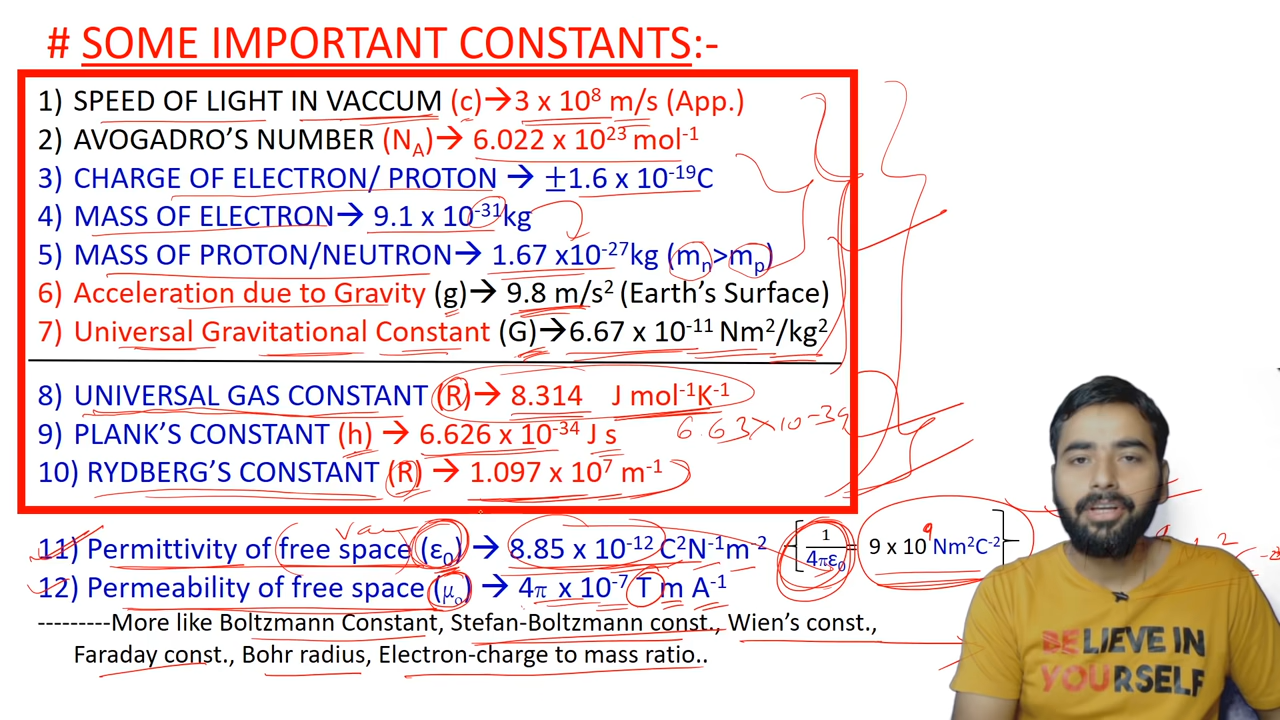 # SOME IMPORTANT CONSTANTS:-
1) SPEED OF LIGHT IN VACCUM (c)→3 x 10⁸ m/s (App.)
2) AVOGADRO'S NUMBER (N_A)→ 6.022 x 10²³ mol⁻¹
3) CHARGE OF ELECTRON/ PROTON → ±1.6 x 10⁻¹⁹C
4) MASS OF ELECTRON→ 9.1 x 10⁻³¹kg
5) MASS OF PROTON/NEUTRON→ 1.67 x10⁻²⁷kg (mₙ>mₚ)
6) Acceleration due to Gravity (g)→ 9.8 m/s² (Earth's Surface)
7) Universal Gravitational Constant (G)→6.67 x 10⁻¹¹ Nm²/kg²
8) UNIVERSAL GAS CONSTANT (R)→ 8.314 J mol⁻¹K⁻¹
9) PLANK'S CONSTANT (h) → 6.626 x 10⁻³⁴ J s
6.63x10⁻³⁴
10) RYDBERG'S CONSTANT (R) → 1.097 x 10⁷ m⁻¹
11) Permittivity of free space (ε₀) → 8.85 x 10⁻¹² C²N⁻¹m⁻² [1/4πε₀ = 9 x 10⁹ Nm²C⁻²]
12) Permeability of free space (μ₀) → 4π x 10⁻⁷ T m A⁻¹
---------More like Boltzmann Constant, Stefan-Boltzmann const., Wien's const.,
Faraday const., Bohr radius, Electron-charge to mass ratio..
BELIEVE IN
YOURSELF